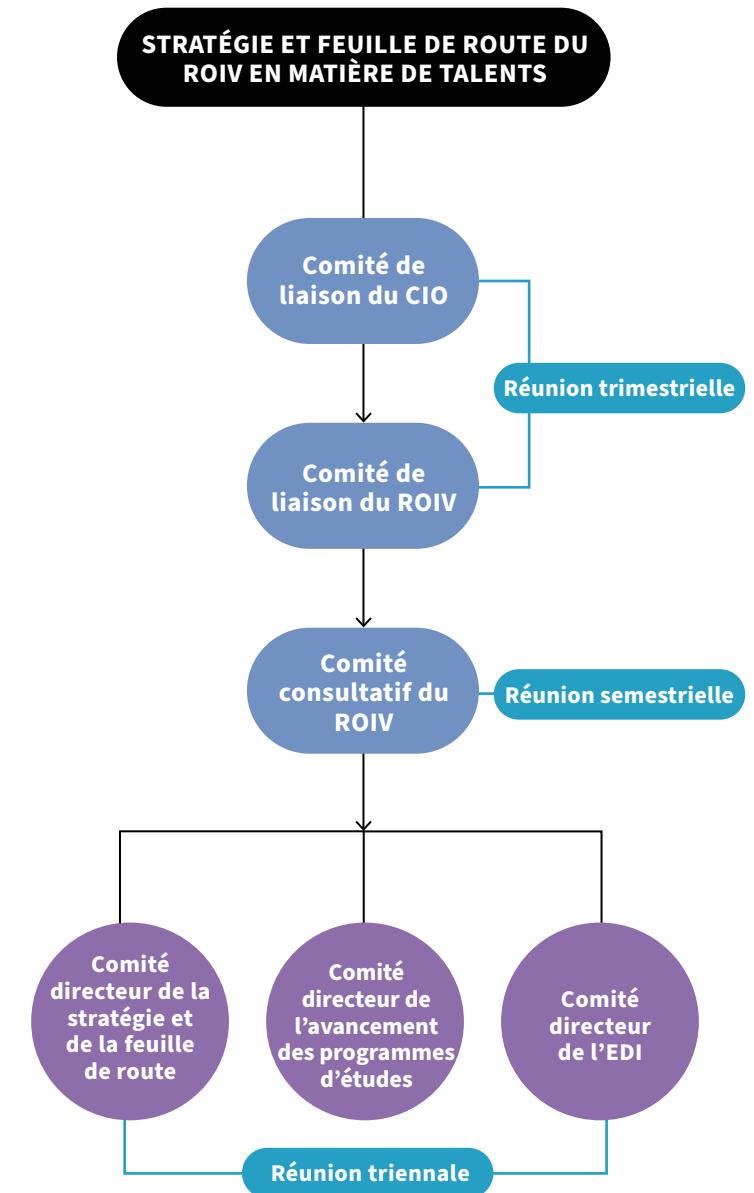 STRATÉGIE ET FEUILLE DE ROUTE DU
ROIV EN MATIÈRE DE TALENTS
Comité de
liaison du CIO
Réunion trimestrielle
Comité de
liaison du ROIV
Comité
consultatif du
ROIV
Réunion semestrielle
Comité
directeur de la
stratégie et
de la feuille
de route
Comité
directeur de
l’avancement
des programmes
d’études
Comité
directeur
de l’EDI
Réunion triennale